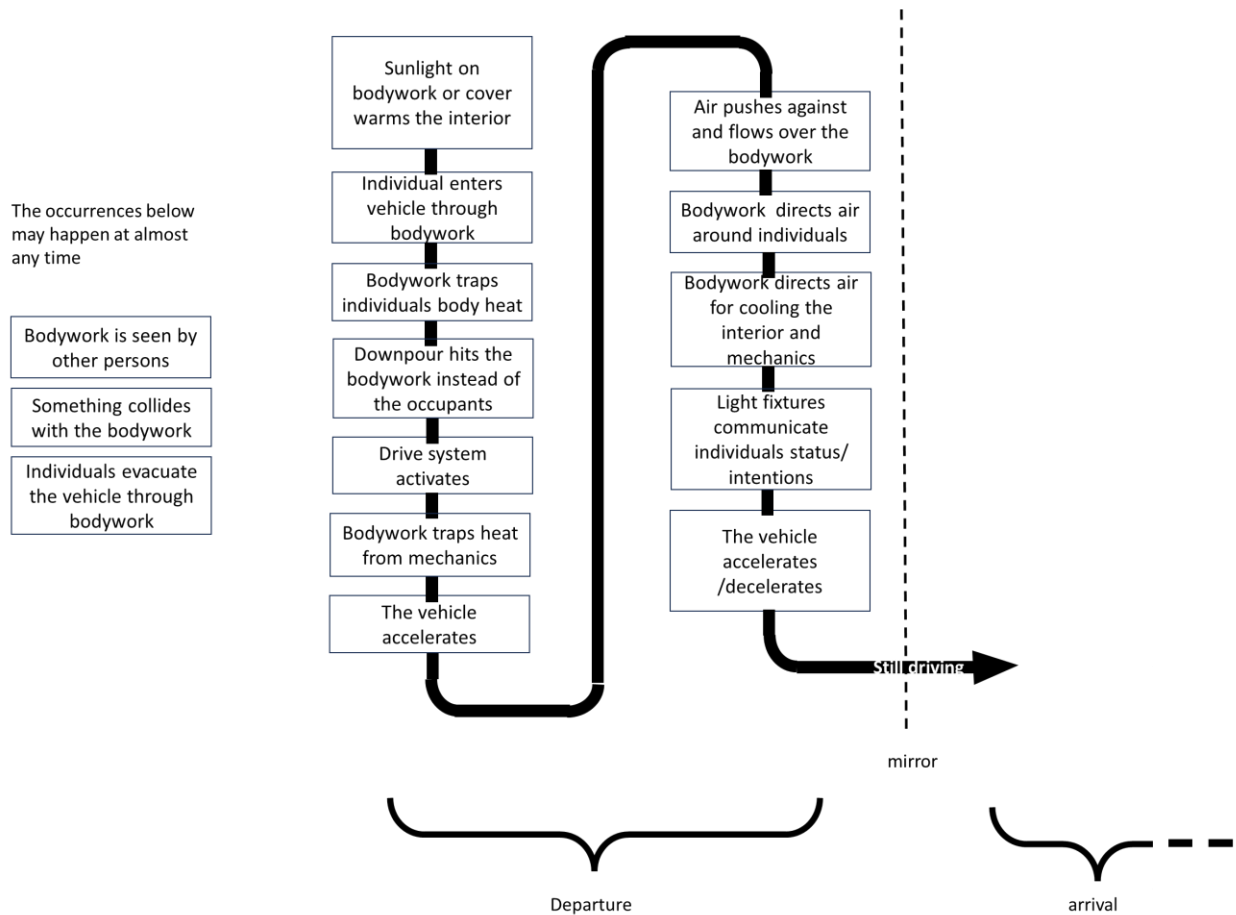 The occurrences below
may happen at almost
any time
Bodywork is seen by
other persons
Something collides
with the bodywork
Individuals evacuate
the vehicle through
bodywork
Sunlight on
bodywork or cover
warms the interior
Individual enters
vehicle through
bodywork
Bodywork traps
individuals body heat
Downpour hits the
bodywork instead of
the occupants
Drive system
activates
Bodywork traps heat
from mechanics
The vehicle
accelerates
Air pushes against
and flows over the
bodywork
Bodywork directs air
around individuals
Bodywork directs air
for cooling the
interior and
mechanics
Light fixtures
communicate
individuals status/
intentions
The vehicle
accelerates
/decelerates
Still driving
mirror
Departure
arrival